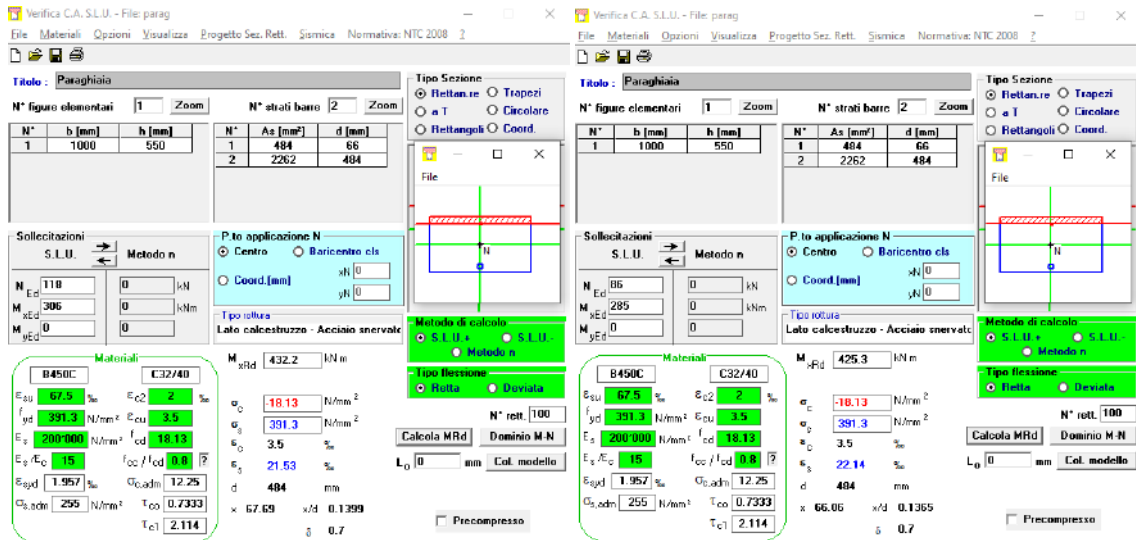 Verifica C.A. S.L.U. - File: parag
File Materiali Opzioni Visualizza Progetto Sez. Rett. Sismica Normativa: NTC 2008 ?
Titolo : Paraghiaia
N° figure elementari 1 Zoom N° strati barre 2 Zoom
N° b [mm] h [mm]
1 1000 550
N° As [mm²] d [mm]
1 484 66
2 2262 484
Tipo Sezione
Rettan.re Trapezi
a T Circolare
Rettangoli Coord.
File
N
Sollecitazioni
S.L.U. Metodo n
N Ed 118 0 kN
M xEd 306 0 kNm
M yEd 0 0
P.to applicazione N
Centro Baricentro cls
Coord.[mm] xN 0
yN 0
Tipo rottura
Lato calcestruzzo - Acciaio snervato
Metodo di calcolo
S.L.U.+ S.L.U.-
Metodo n
Tipo flessione
Retta Deviata
Materiali
B450C C32/40
εsu 67.5 ‰ εc2 2 ‰
fyd 391.3 N/mm² εcu 3.5
Es 200'000 N/mm² fcd 18.13
Es/Ec 15 fcc / fcd 0.8 ?
εsyd 1.957 ‰ σc,adm 12.25
σs,adm 255 N/mm² τco 0.7333
τc1 2.114
M xRd 432.2 kN m
σc -18.13 N/mm²
σs 391.3 N/mm²
εc 3.5 ‰
εs 21.53 ‰
d 484 mm
x 67.69 x/d 0.1399
δ 0.7
N° rett. 100
Calcola MRd Dominio M-N
L0 0 mm Col. modello
Precompresso
Verifica C.A. S.L.U. - File: parag
File Materiali Opzioni Visualizza Progetto Sez. Rett. Sismica Normativa: NTC 2008 ?
Titolo : Paraghiaia
N° figure elementari 1 Zoom N° strati barre 2 Zoom
N° b [mm] h [mm]
1 1000 550
N° As [mm²] d [mm]
1 484 66
2 2262 484
Tipo Sezione
Rettan.re Trapezi
a T Circolare
Rettangoli Coord.
File
N
Sollecitazioni
S.L.U. Metodo n
N Ed 86 0 kN
M xEd 285 0 kNm
M yEd 0 0
P.to applicazione N
Centro Baricentro cls
Coord.[mm] xN 0
yN 0
Tipo rottura
Lato calcestruzzo - Acciaio snervato
Metodo di calcolo
S.L.U.+ S.L.U.-
Metodo n
Tipo flessione
Retta Deviata
Materiali
B450C C32/40
εsu 67.5 ‰ εc2 2 ‰
fyd 391.3 N/mm² εcu 3.5
Es 200'000 N/mm² fcd 18.13
Es/Ec 15 fcc / fcd 0.8 ?
εsyd 1.957 ‰ σc,adm 12.25
σs,adm 255 N/mm² τco 0.7333
τc1 2.114
M xRd 425.3 kN m
σc -18.13 N/mm²
σs 391.3 N/mm²
εc 3.5 ‰
εs 22.14 ‰
d 484 mm
x 66.06 x/d 0.1365
δ 0.7
N° rett. 100
Calcola MRd Dominio M-N
L0 0 mm Col. modello
Precompresso